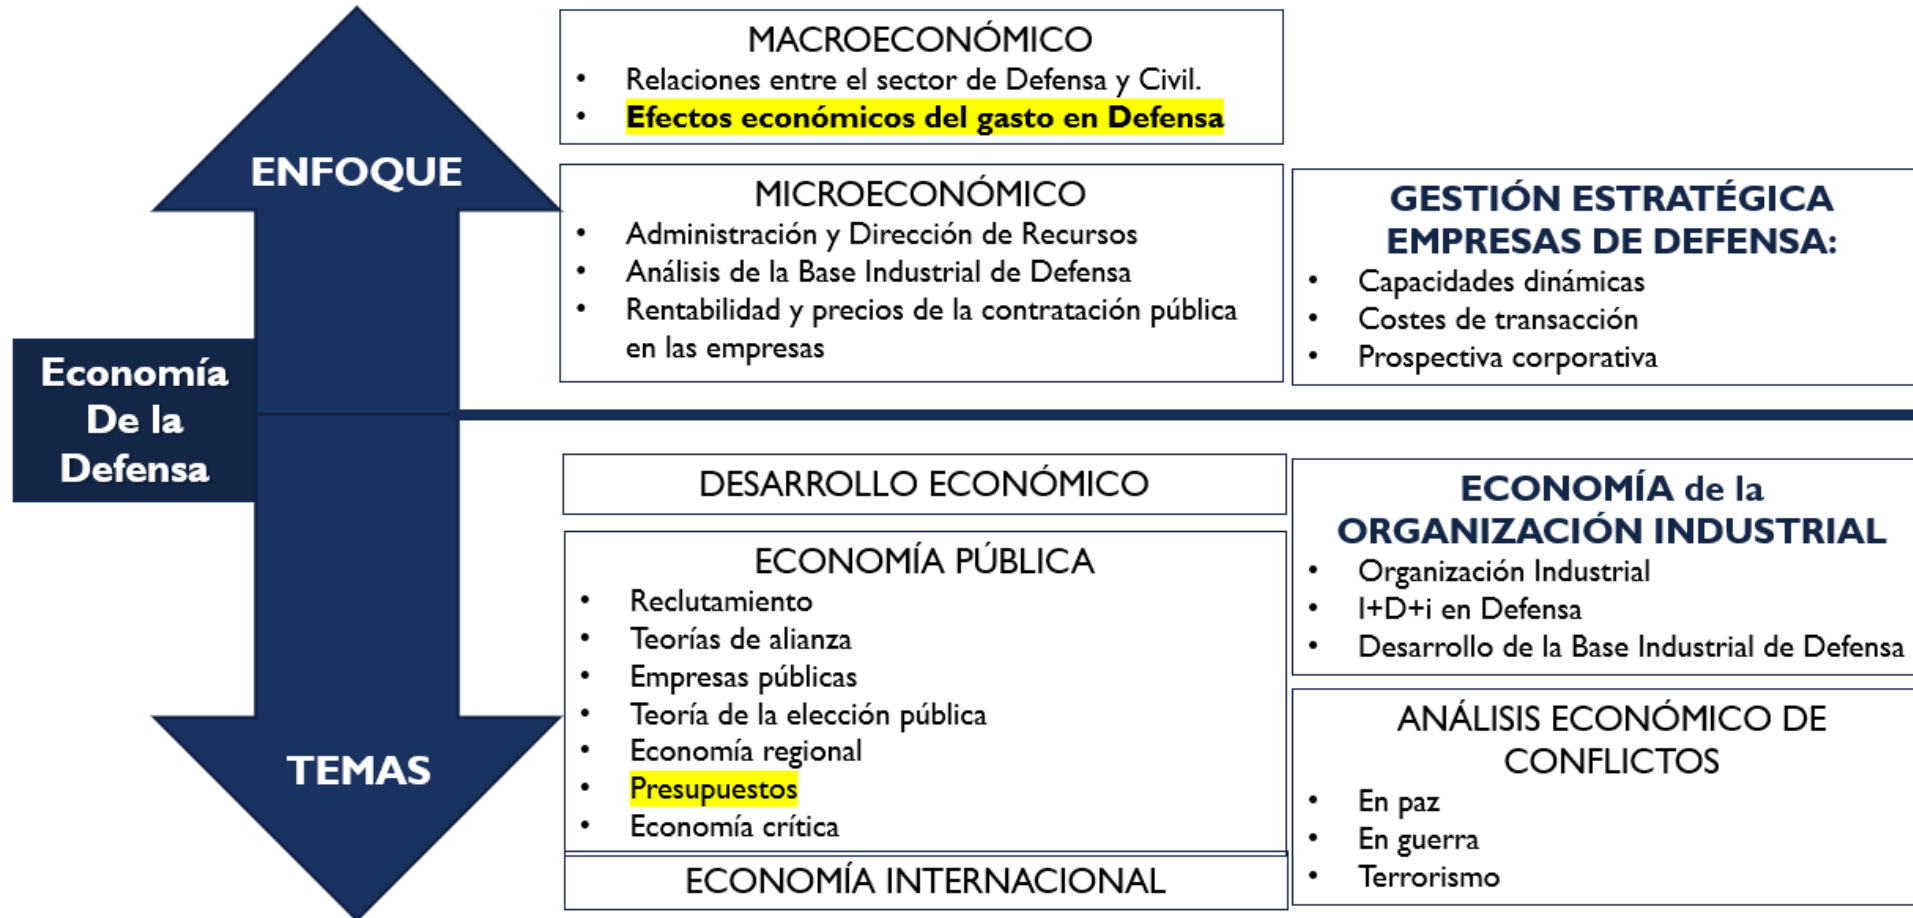 Economía
De la
Defensa
ENFOQUE
MACROECONÓMICO
• Relaciones entre el sector de Defensa y Civil.
• Efectos económicos del gasto en Defensa
MICROECONÓMICO
• Administración y Dirección de Recursos
• Análisis de la Base Industrial de Defensa
• Rentabilidad y precios de la contratación pública
en las empresas
GESTIÓN ESTRATÉGICA
EMPRESAS DE DEFENSA:
• Capacidades dinámicas
• Costes de transacción
• Prospectiva corporativa
TEMAS
DESARROLLO ECONÓMICO
ECONOMÍA PÚBLICA
• Reclutamiento
• Teorías de alianza
• Empresas públicas
• Teoría de la elección pública
• Economía regional
• Presupuestos
• Economía crítica
ECONOMÍA INTERNACIONAL
ECONOMÍA de la
ORGANIZACIÓN INDUSTRIAL
• Organización Industrial
• I+D+i en Defensa
• Desarrollo de la Base Industrial de Defensa
ANÁLISIS ECONÓMICO DE
CONFLICTOS
• En paz
• En guerra
• Terrorismo